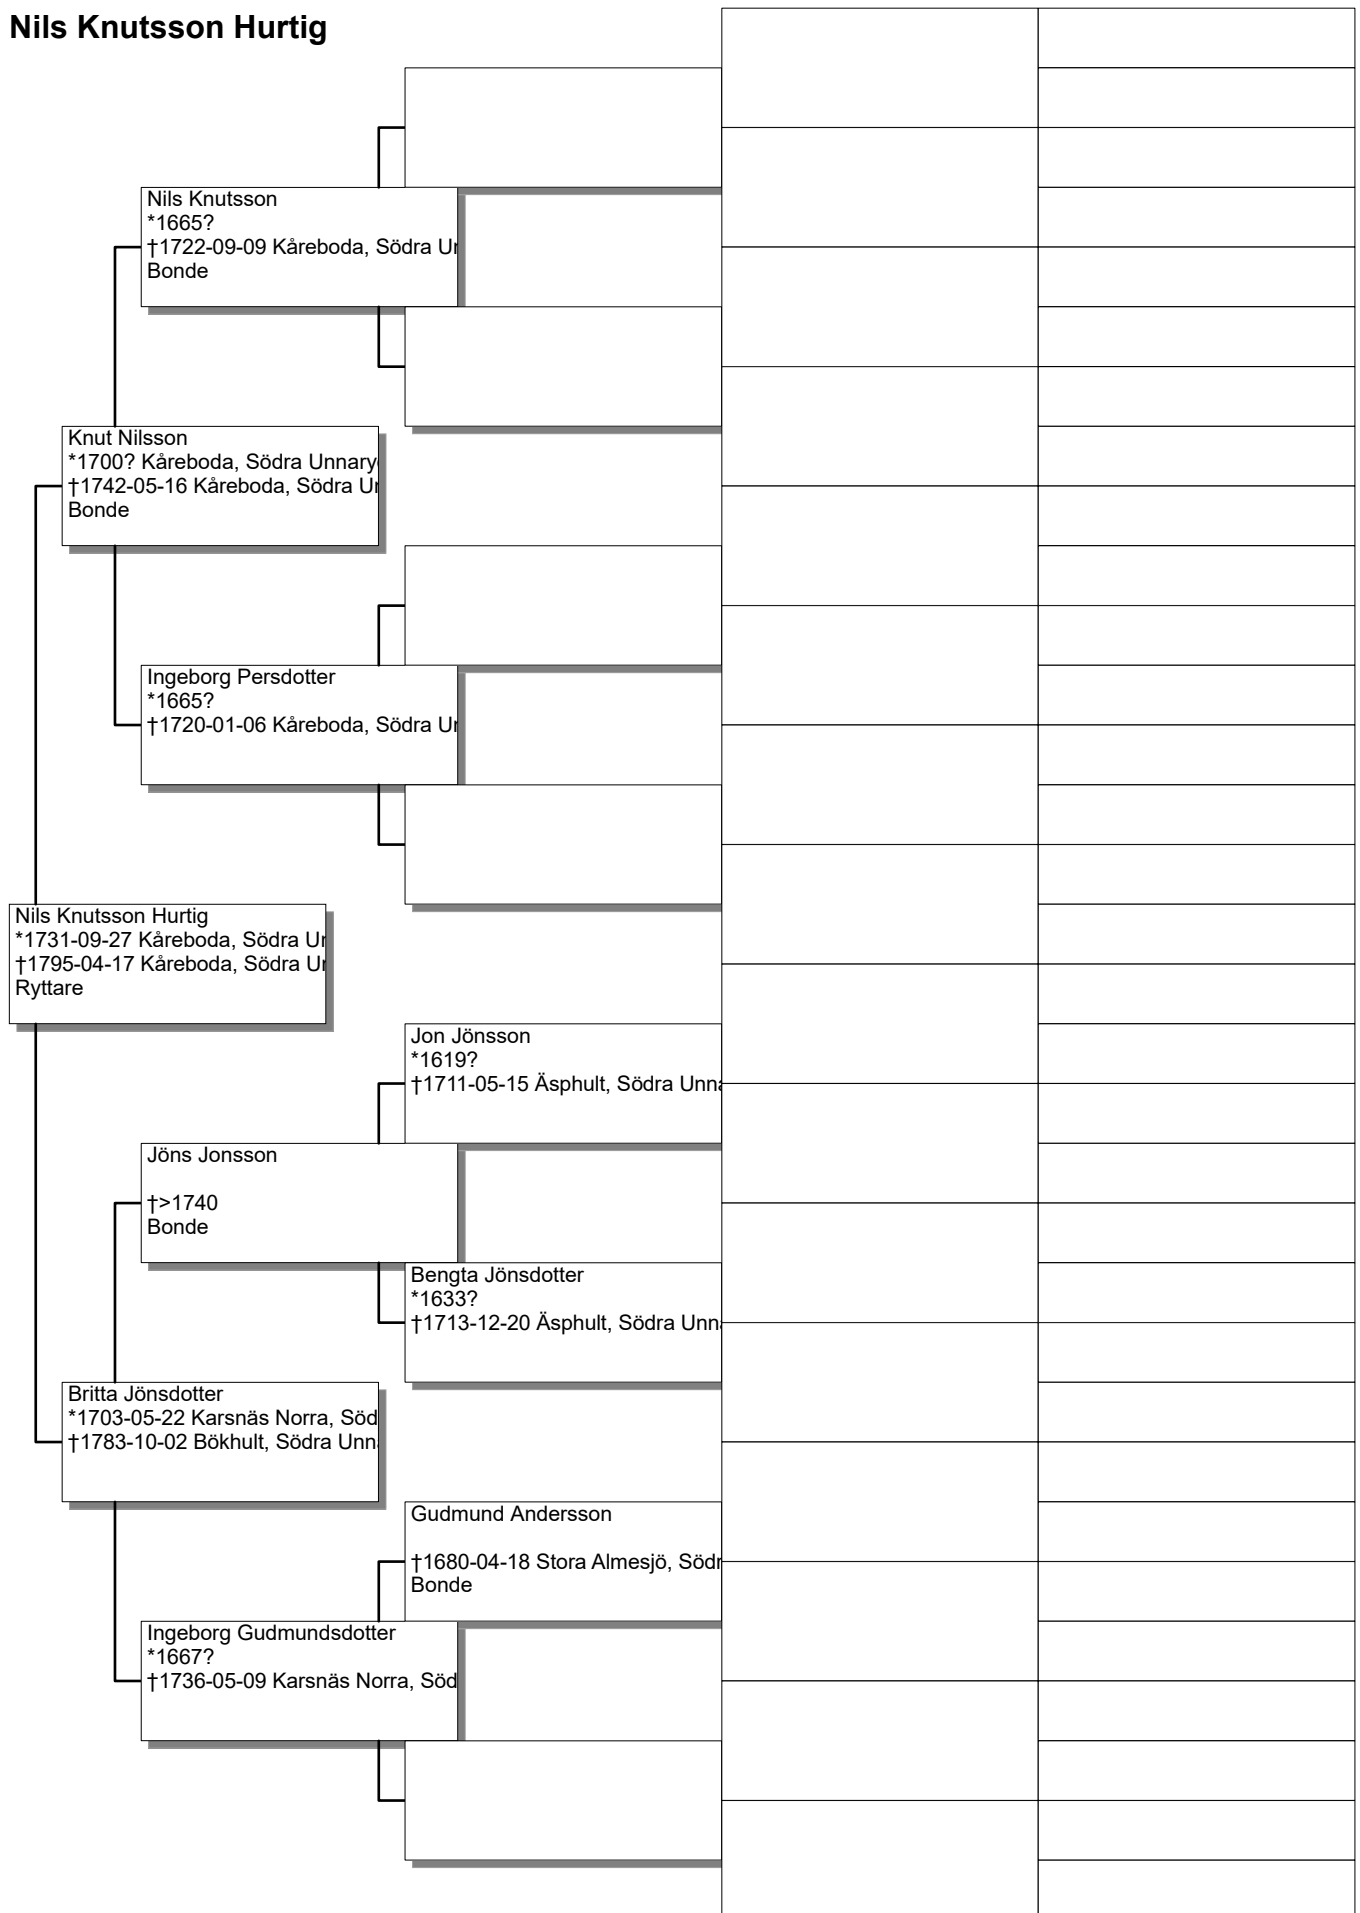 Nils Knutsson Hurtig
Nils Knutsson
*1665?
†1722-09-09 Kåreboda, Södra
Bonde
Knut Nilsson
*1700? Kåreboda, Södra Unnary
†1742-05-16 Kåreboda, Södra
Bonde
Ingeborg Persdotter
*1665?
†1720-01-06 Kåreboda, Södra
Nils Knutsson Hurtig
*1731-09-27 Kåreboda, Södra
†1795-04-17 Kåreboda, Södra
Ryttare
Jon Jönsson
*1619?
†1711-05-15 Äsphult, Södra Unna
Jöns Jonsson
†>1740
Bonde
Bengta Jönsdotter
*1633?
†1713-12-20 Äsphult, Södra Unn
Britta Jönsdotter
*1703-05-22 Karsnäs Norra, Söd
†1783-10-02 Bökhult, Södra Unn
Gudmund Andersson
†1680-04-18 Stora Almesjö, Södr
Bonde
Ingeborg Gudmundsdotter
*1667?
†1736-05-09 Karsnäs Norra, Söd